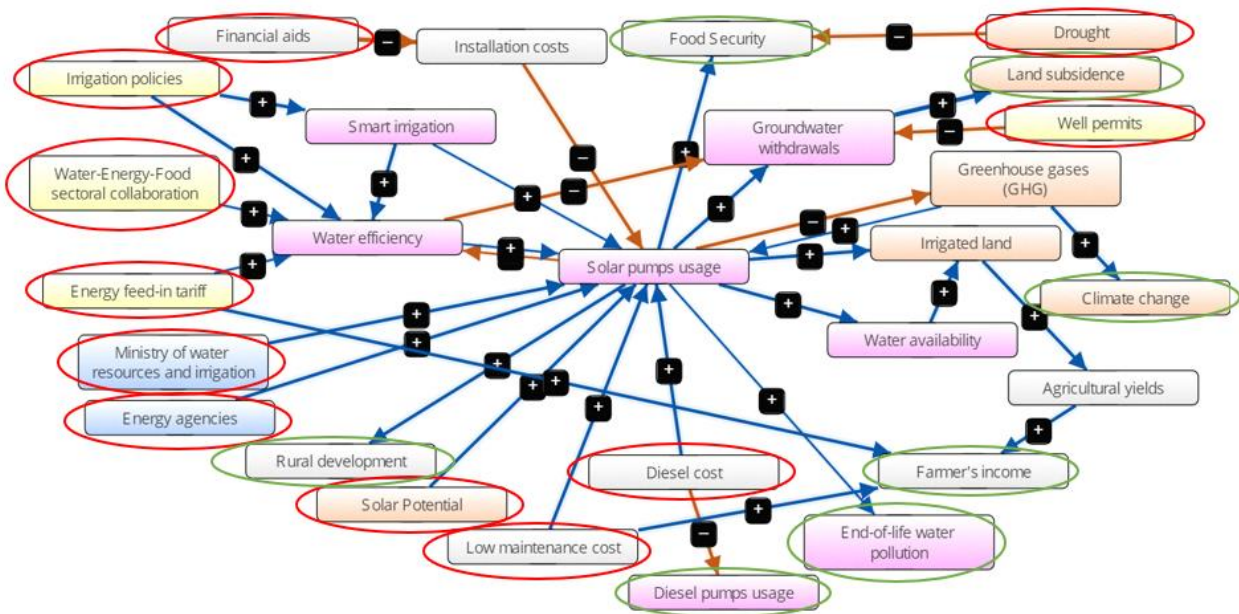 Financial aids
Installation costs
Food Security
Drought
Irrigation policies
Land subsidence
Smart irrigation
Groundwater
withdrawals
Well permits
Water-Energy-Food
sectoral collaboration
Greenhouse gases
(GHG)
Water efficiency
Irrigated land
Solar pumps usage
Energy feed-in tariff
Climate change
Ministry of water
resources and irrigation
Water availability
Agricultural yields
Energy agencies
Rural development
Diesel cost
Farmer's income
Solar Potential
Low maintenance cost
End-of-life water
pollution
Diesel pumps usage